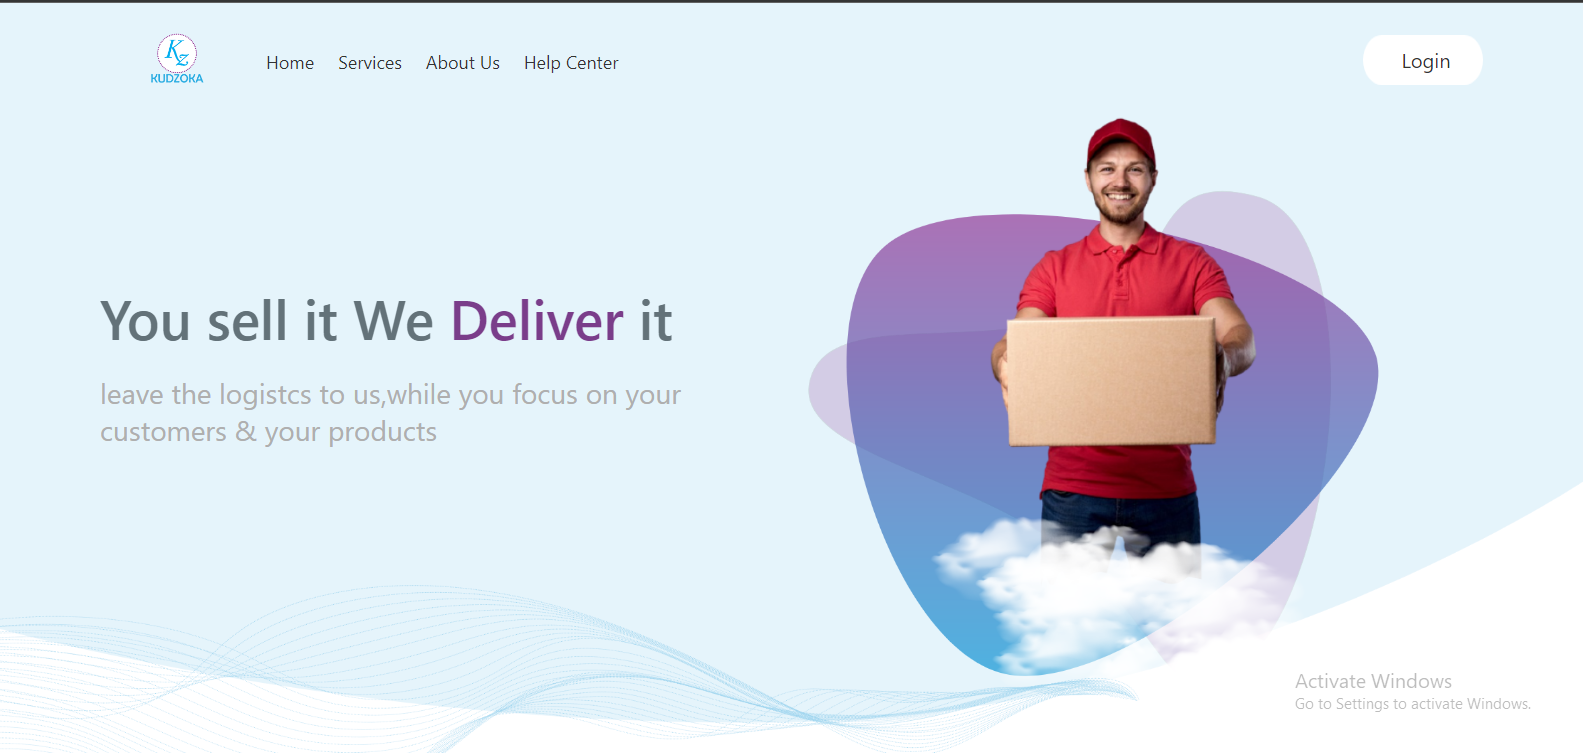 Kz
KUDZOKA
Home Services About Us Help Center
Login
You sell it We Deliver it
leave the logistcs to us,while you focus on your
customers & your products
Activate Windows
Go to Settings to activate Windows.